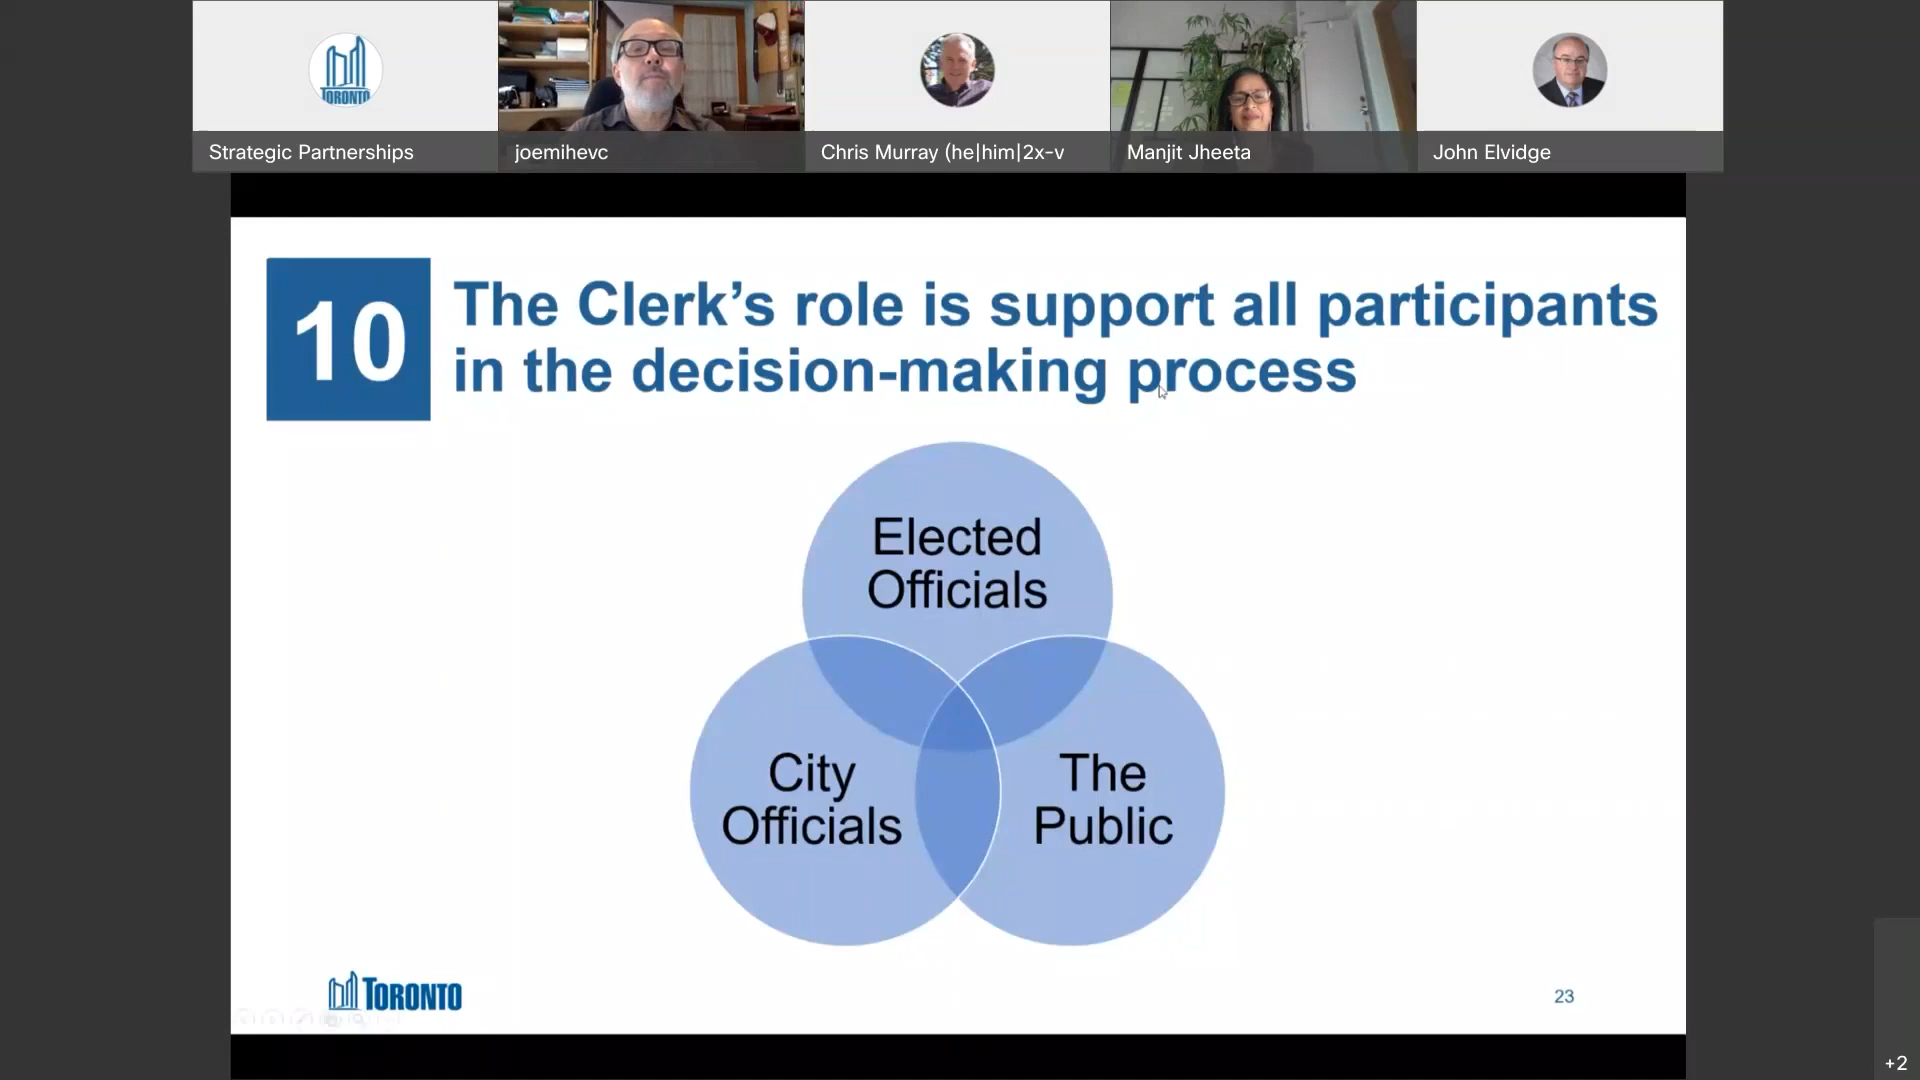 TORONTO
Strategic Partnerships
joemihevc
Chris Murray (he|him|2x-v
Manjit Jheeta
John Elvidge
10
The Clerk’s role is support all participants
in the decision-making process
Elected
Officials
City
Officials
The
Public
TORONTO
23
+2